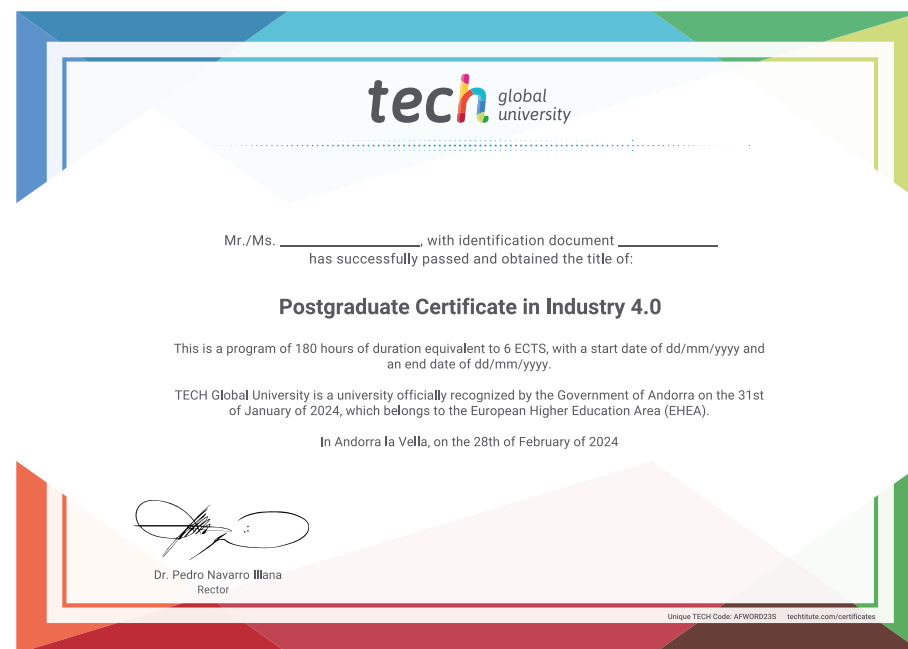 tech global university
Mr./Ms. ____________________, with identification document ______________
has successfully passed and obtained the title of:
Postgraduate Certificate in Industry 4.0
This is a program of 180 hours of duration equivalent to 6 ECTS, with a start date of dd/mm/yyyy and
an end date of dd/mm/yyyy.
TECH Global University is a university officially recognized by the Government of Andorra on the 31st
of January of 2024, which belongs to the European Higher Education Area (EHEA).
In Andorra la Vella, on the 28th of February of 2024
Dr. Pedro Navarro Illana
Rector
Unique TECH Code: AFWORD23S techtitute.com/certificates